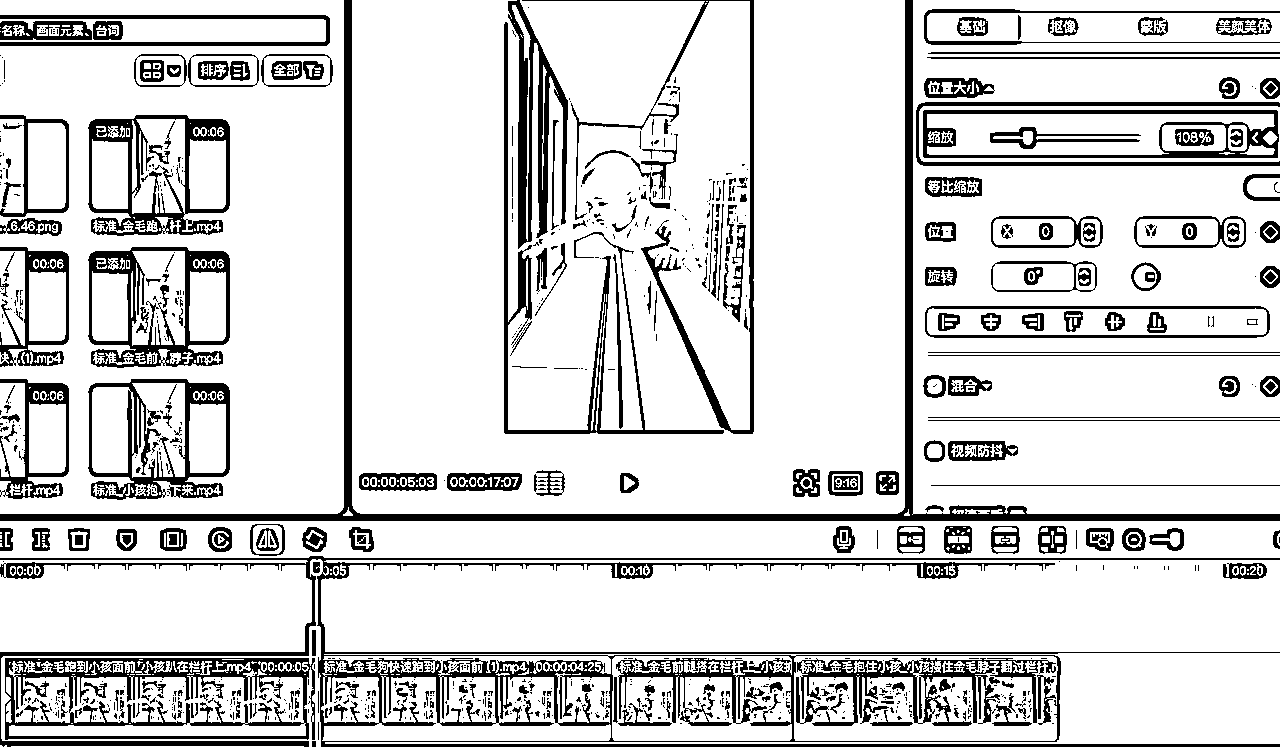 名称、画面元素、台词
排序
全部
已添加
00:06
...6.46.png
标准_金毛跑...杆上.mp4
00:06
已添加
00:06
快...(1).mp4
标准_金毛前...脖子.mp4
00:06
00:06
...栏杆.mp4
标准_小孩抱...下来.mp4
00:00:05:03
00:00:17:07
9:16
基础
抠像
蒙版
美颜美体
位置大小
缩放
108%
等比缩放
位置
X 0
Y 0
旋转
0°
混合
视频防抖
00:00
00:05
00:10
00:15
00:20
标准_金毛跑到小孩面前_小孩趴在栏杆上.mp4 00:00:05:
标准_金毛狗快速跑到小孩面前 (1).mp4 00:00:04:25
标准_金毛前腿搭在栏杆上_小孩
标准_金毛抱住小孩_小孩搂住金毛脖子翻过栏杆.